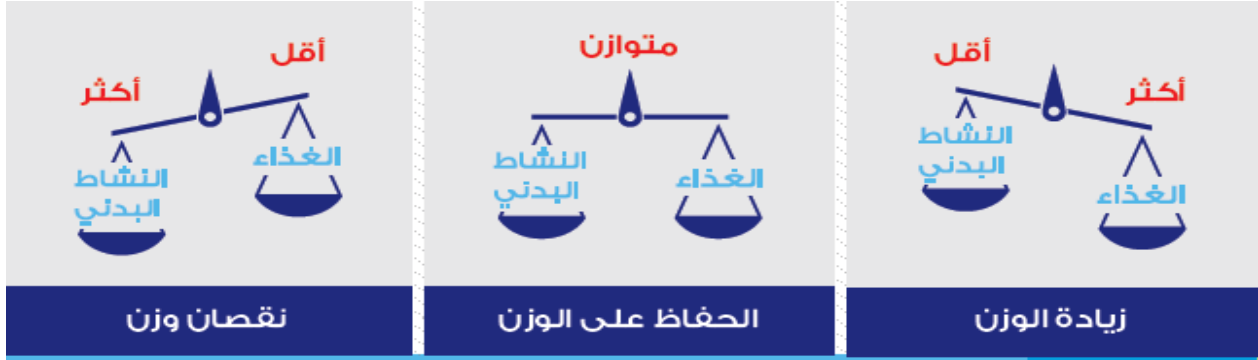 أقل
أكثر
النشاط
البدني
الغذاء
زيادة الوزن
متوازن
النشاط
البدني
الغذاء
الحفاظ على الوزن
أقل
أكثر
الغذاء
النشاط
البدني
نقصان وزن